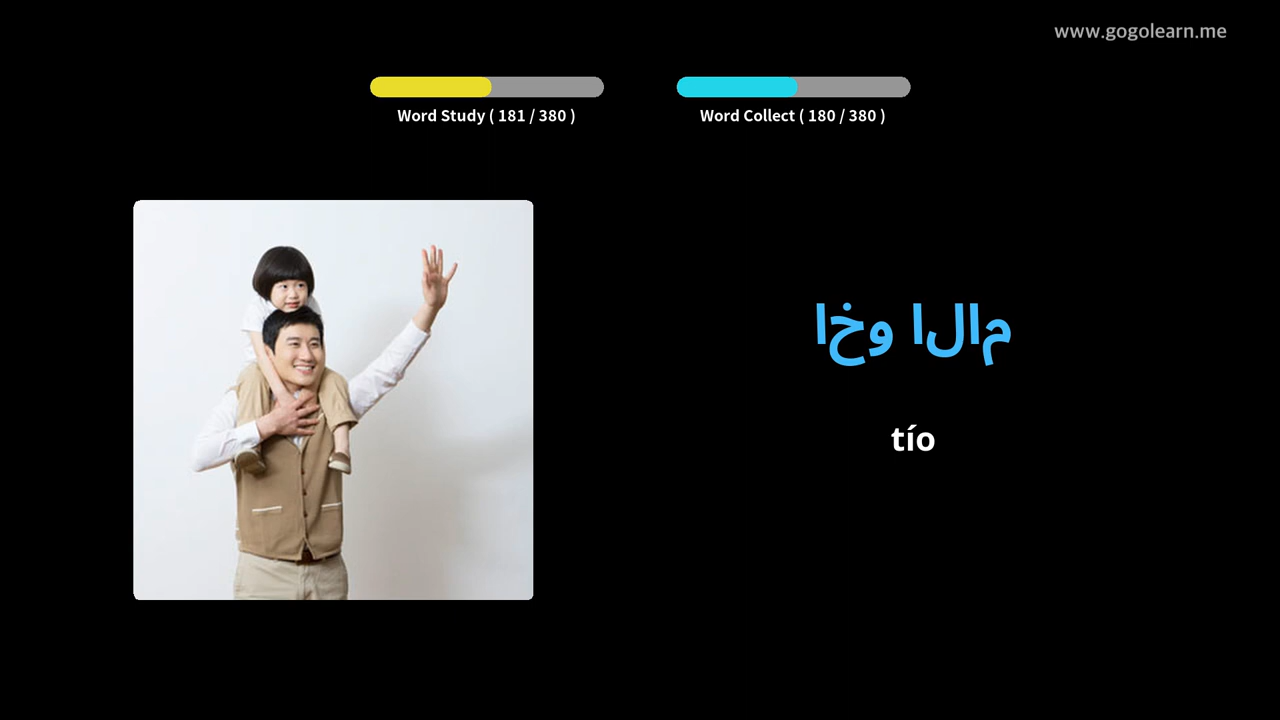 www.gogolearn.me
Word Study ( 181 / 380 )
Word Collect ( 180 / 380 )
اخو الام
tío